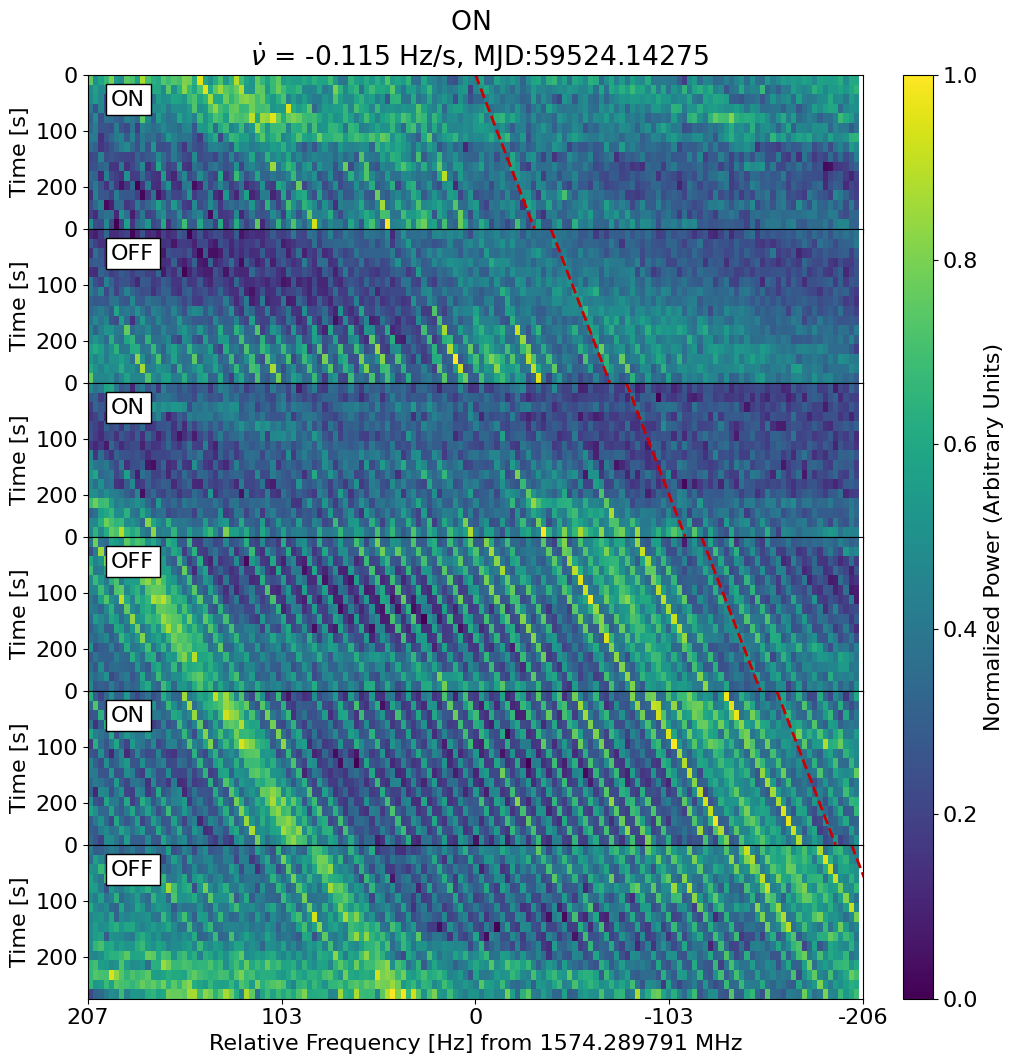 ON
ν̇ = -0.115 Hz/s, MJD:59524.14275
0
ON
Time [s]
100
200
0
OFF
Time [s]
100
200
0
ON
Time [s]
100
200
0
OFF
Time [s]
100
200
0
ON
Time [s]
100
200
0
OFF
Time [s]
100
200
207
103
0
-103
-206
Relative Frequency [Hz] from 1574.289791 MHz
1.0
0.8
0.6
0.4
0.2
0.0
Normalized Power (Arbitrary Units)